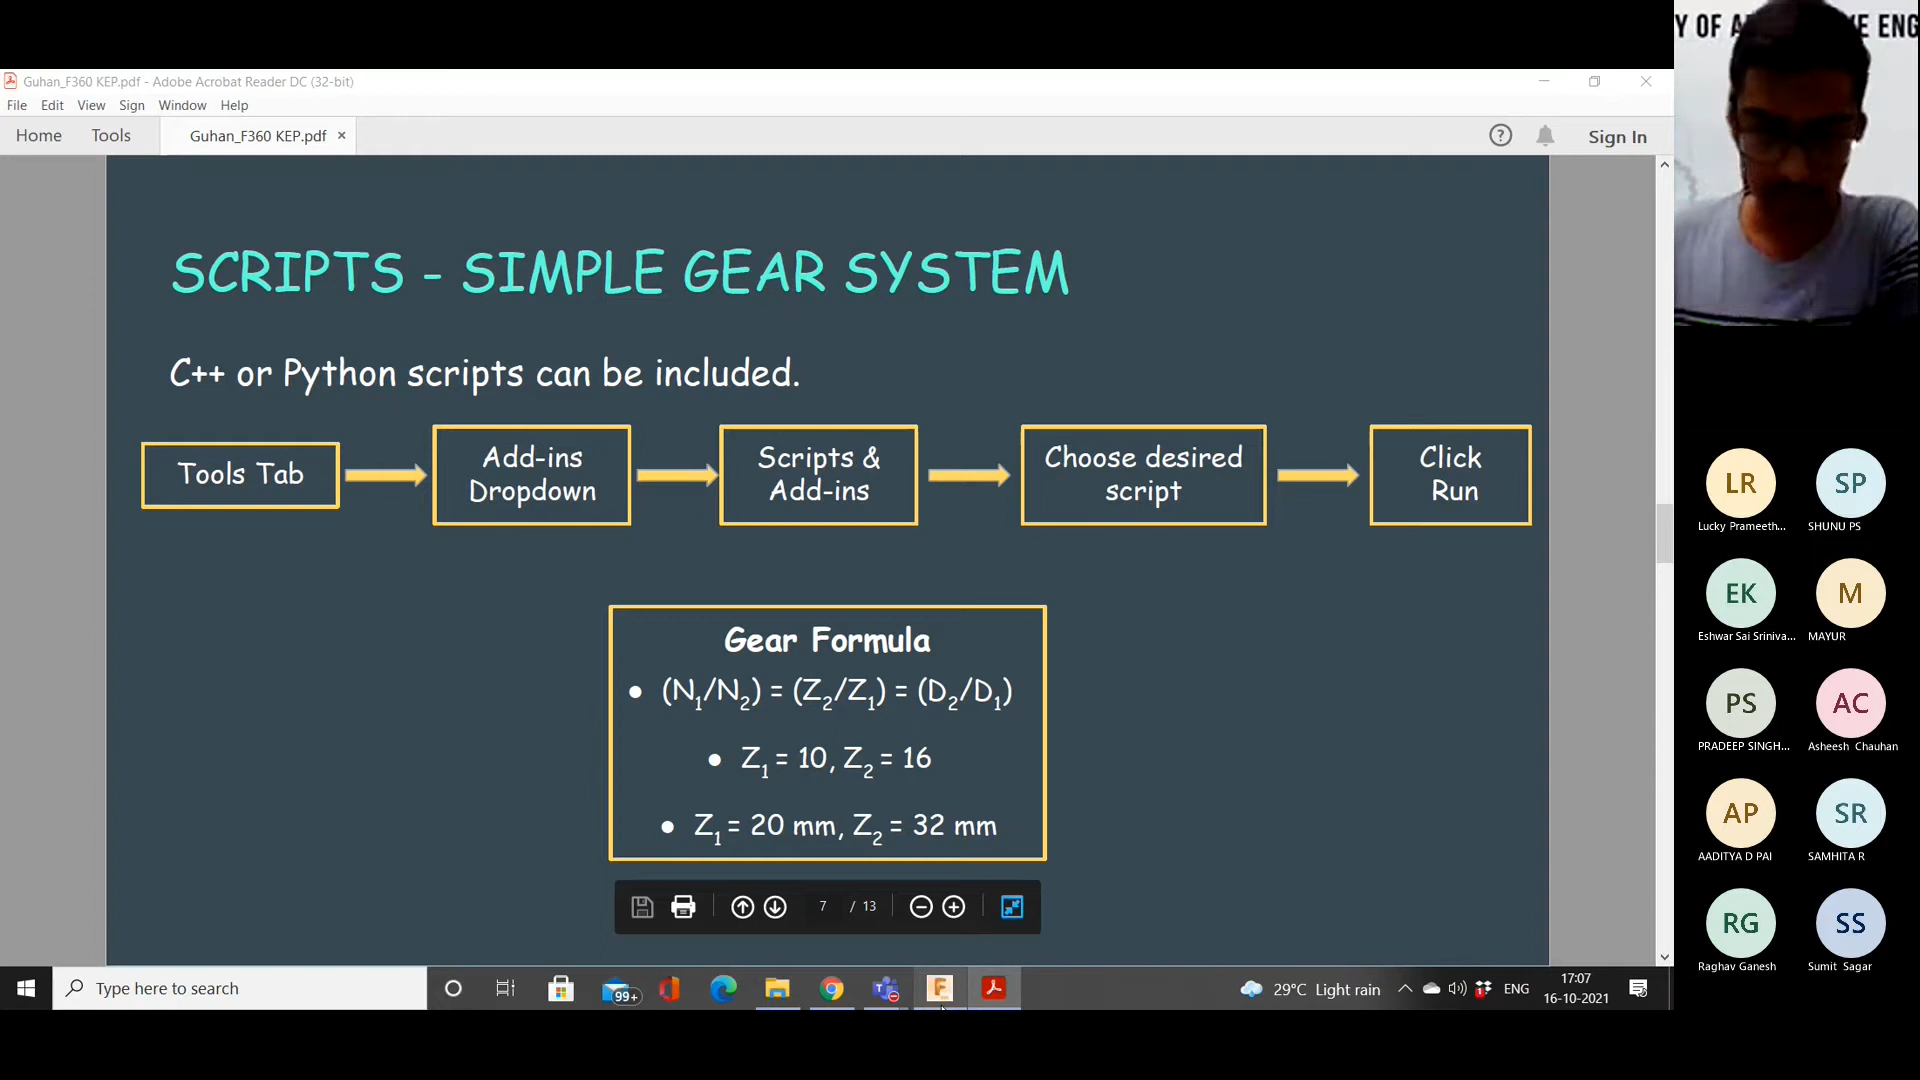 Y OF A
E ENG
Guhan_F360 KEP.pdf - Adobe Acrobat Reader DC (32-bit)
File Edit View Sign Window Help
Home Tools Guhan_F360 KEP.pdf × Sign In
SCRIPTS - SIMPLE GEAR SYSTEM
C++ or Python scripts can be included.
Tools Tab
Add-ins
Dropdown
Scripts &
Add-ins
Choose desired
script
Click
Run
Gear Formula
• (N₁/N₂) = (Z₂/Z₁) = (D₂/D₁)
• Z₁ = 10, Z₂ = 16
• Z₁ = 20 mm, Z₂ = 32 mm
7 / 13
LR
Lucky Prameeth...
SP
SHUNU PS
EK
Eshwar Sai Sriniva...
M
MAYUR
PS
PRADEEP SINGH...
AC
Asheesh Chauhan
AP
AADITYA D PAI
SR
SAMHITA R
RG
Raghav Ganesh
SS
Sumit Sagar
Type here to search
99+
29°C Light rain
ENG
17:07
16-10-2021